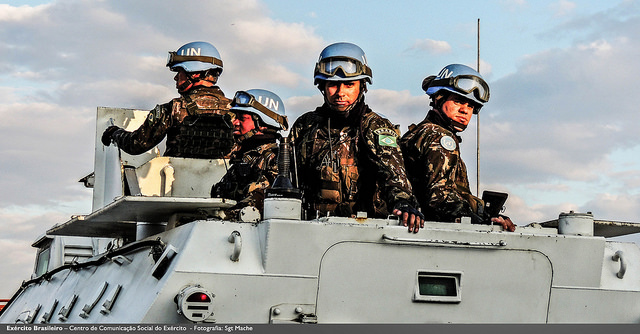 UN
UN
UN
Exército Brasileiro – Centro de Comunicação Social do Exército - Fotografia: Sgt Mache